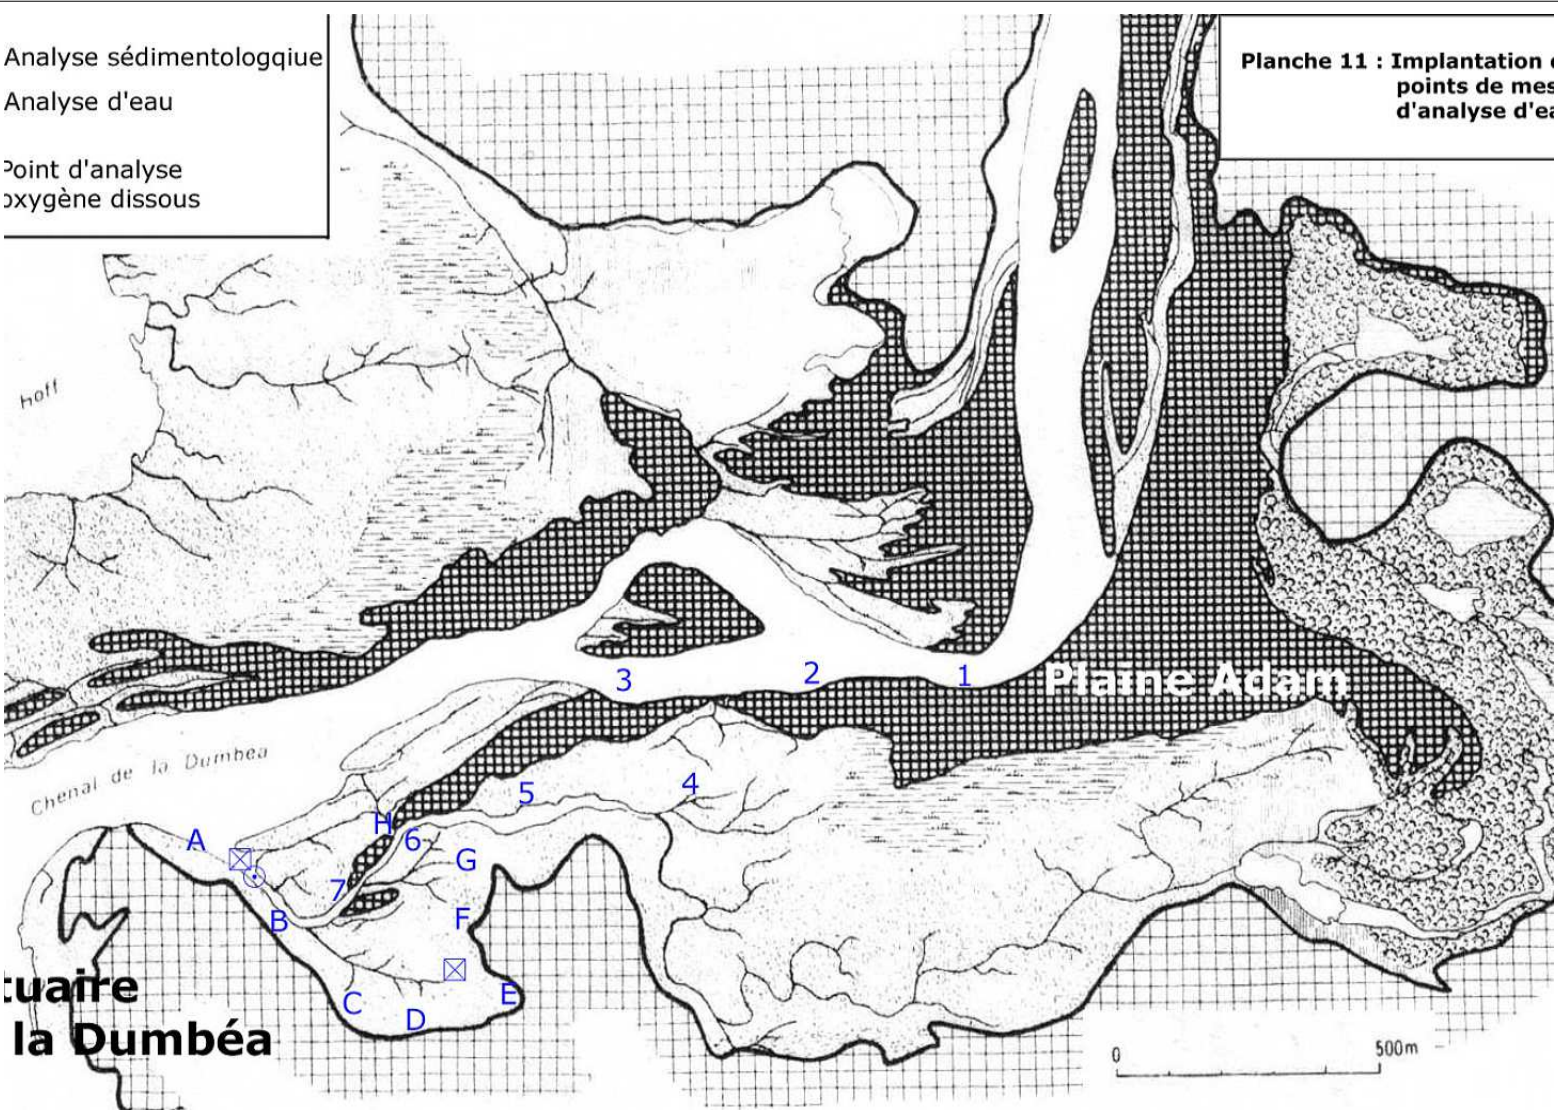 Analyse sédimentologqiue
Analyse d'eau
Point d'analyse
oxygène dissous
Planche 11 : Implantation
points de mes
d'analyse d'ea
hoff
3
2
1
Plaine Adam
Chenal de la Dumbéa
5
4
A
H
6
G
7
B
F
C
D
E
tuaire
la Dumbéa
0
500m